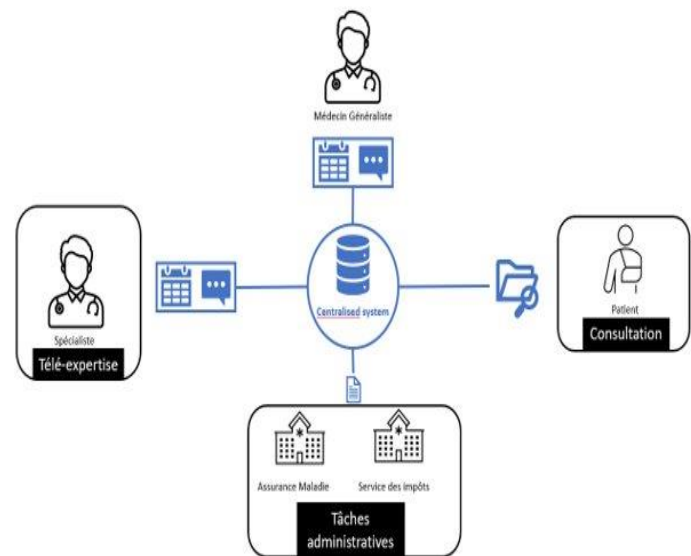 Médecin Généraliste
Centralised system
Spécialiste
Télé-expertise
Patient
Consultation
Assurance Maladie
Service des impôts
Tâches
administratives